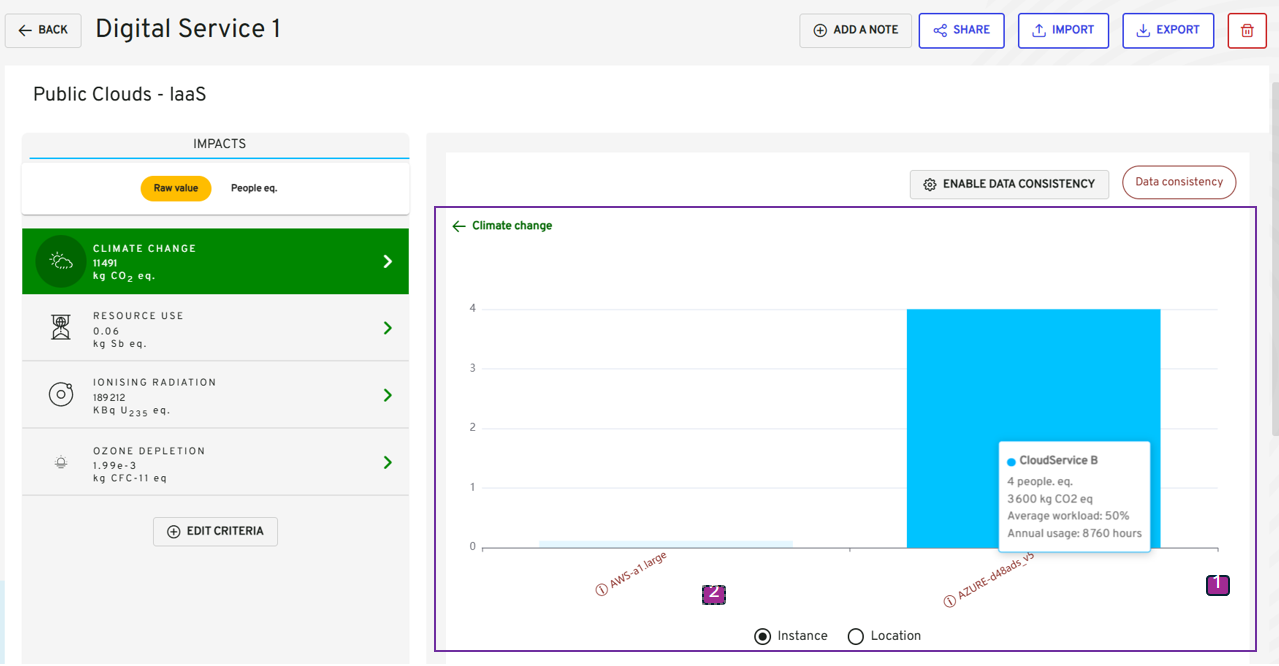 BACK
Digital Service 1
ADD A NOTE
SHARE
IMPORT
EXPORT
Public Clouds - IaaS
IMPACTS
Raw value
People eq.
CLIMATE CHANGE
11491
kg CO2 eq.
RESOURCE USE
0.06
kg Sb eq.
IONISING RADIATION
189212
KBq U235 eq.
OZONE DEPLETION
1.99e-3
kg CFC-11 eq
EDIT CRITERIA
ENABLE DATA CONSISTENCY
Data consistency
Climate change
4
3
2
1
0
CloudService B
4 people. eq.
3600 kg CO2 eq
Average workload: 50%
Annual usage: 8760 hours
AWS-a1.large
AZURE-d48ads_v5
2
1
Instance
Location